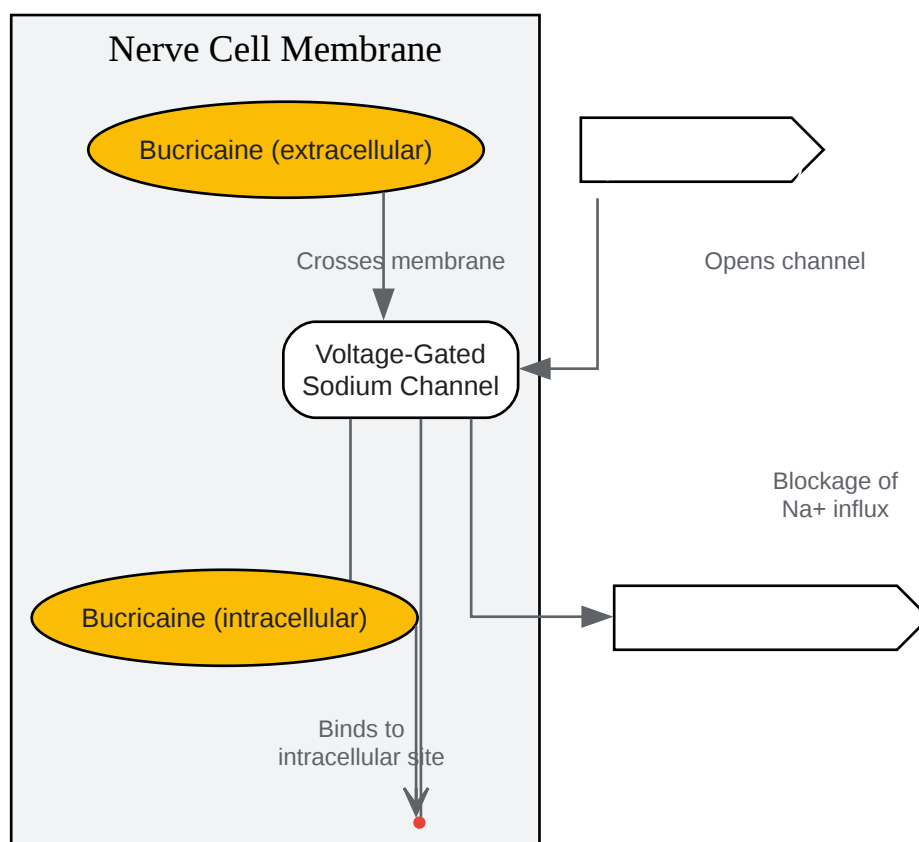 Nerve Cell Membrane
Bucricaine (extracellular)
Crosses membrane
Opens channel
Voltage-Gated
Sodium Channel
Blockage of
Na+ influx
Bucricaine (intracellular)
Binds to
intracellular site